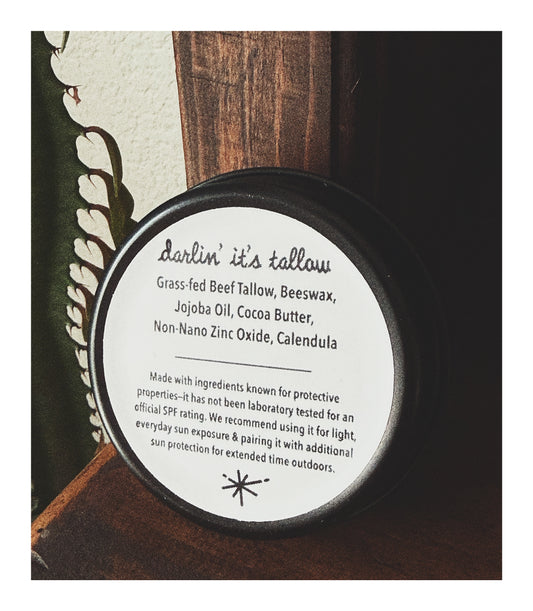 darlin' it's tallow
Grass-fed Beef Tallow, Beeswax,
Jojoba Oil, Cocoa Butter,
Non-Nano Zinc Oxide, Calendula
Made with ingredients known for protective
properties–it has not been laboratory tested for an
official SPF rating. We recommend using it for light,
everyday sun exposure & pairing it with additional
sun protection for extended time outdoors.